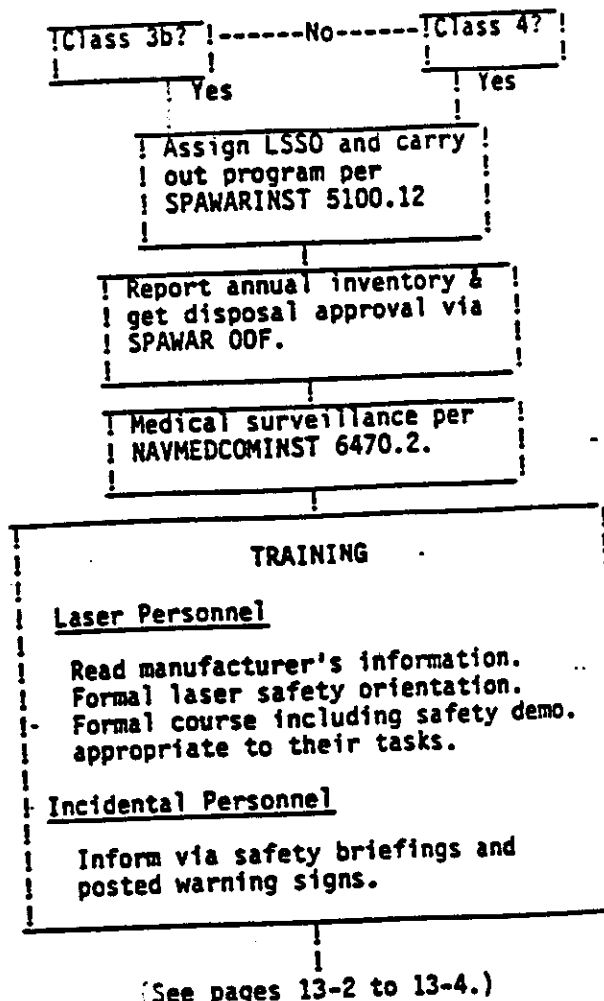 Class 3b? ------No------ Class 4?
Yes Yes
Assign LSSO and carry
out program per
SPAWARINST 5100.12
Report annual inventory &
get disposal approval via
SPAWAR OOF.
Medical surveillance per
NAVMEDCOMINST 6470.2.
TRAINING
Laser Personnel
Read manufacturer's information.
Formal laser safety orientation.
Formal course including safety demo.
appropriate to their tasks.
Incidental Personnel
Inform via safety briefings and
posted warning signs.
(See pages 13-2 to 13-4.)